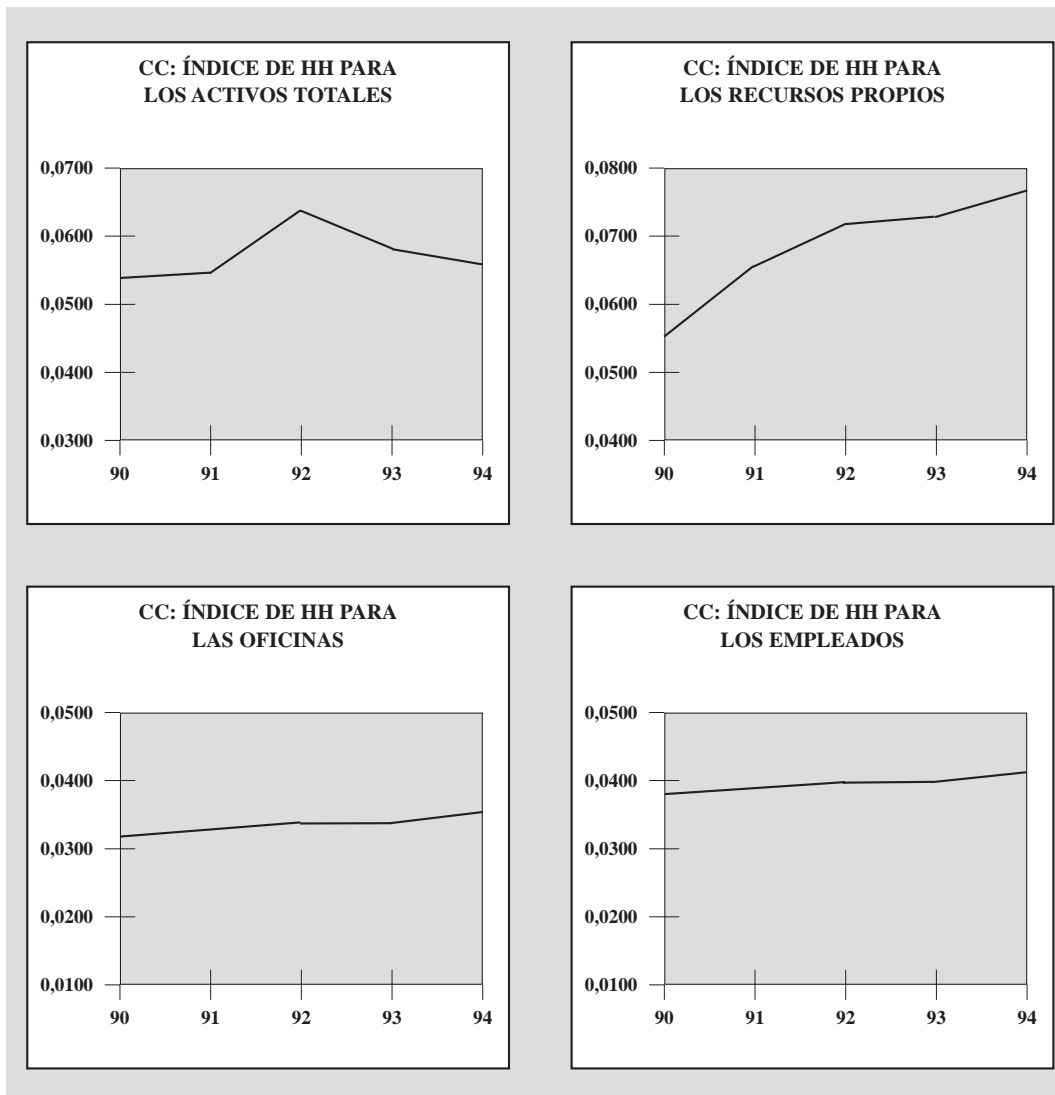 CC: ÍNDICE DE HH PARA
LOS ACTIVOS TOTALES
0,0700
0,0600
0,0500
0,0400
0,0300
90 91 92 93 94
CC: ÍNDICE DE HH PARA
LOS RECURSOS PROPIOS
0,0800
0,0700
0,0600
0,0500
0,0400
90 91 92 93 94
CC: ÍNDICE DE HH PARA
LAS OFICINAS
0,0500
0,0400
0,0300
0,0200
0,0100
90 91 92 93 94
CC: ÍNDICE DE HH PARA
LOS EMPLEADOS
0,0500
0,0400
0,0300
0,0200
0,0100
90 91 92 93 94